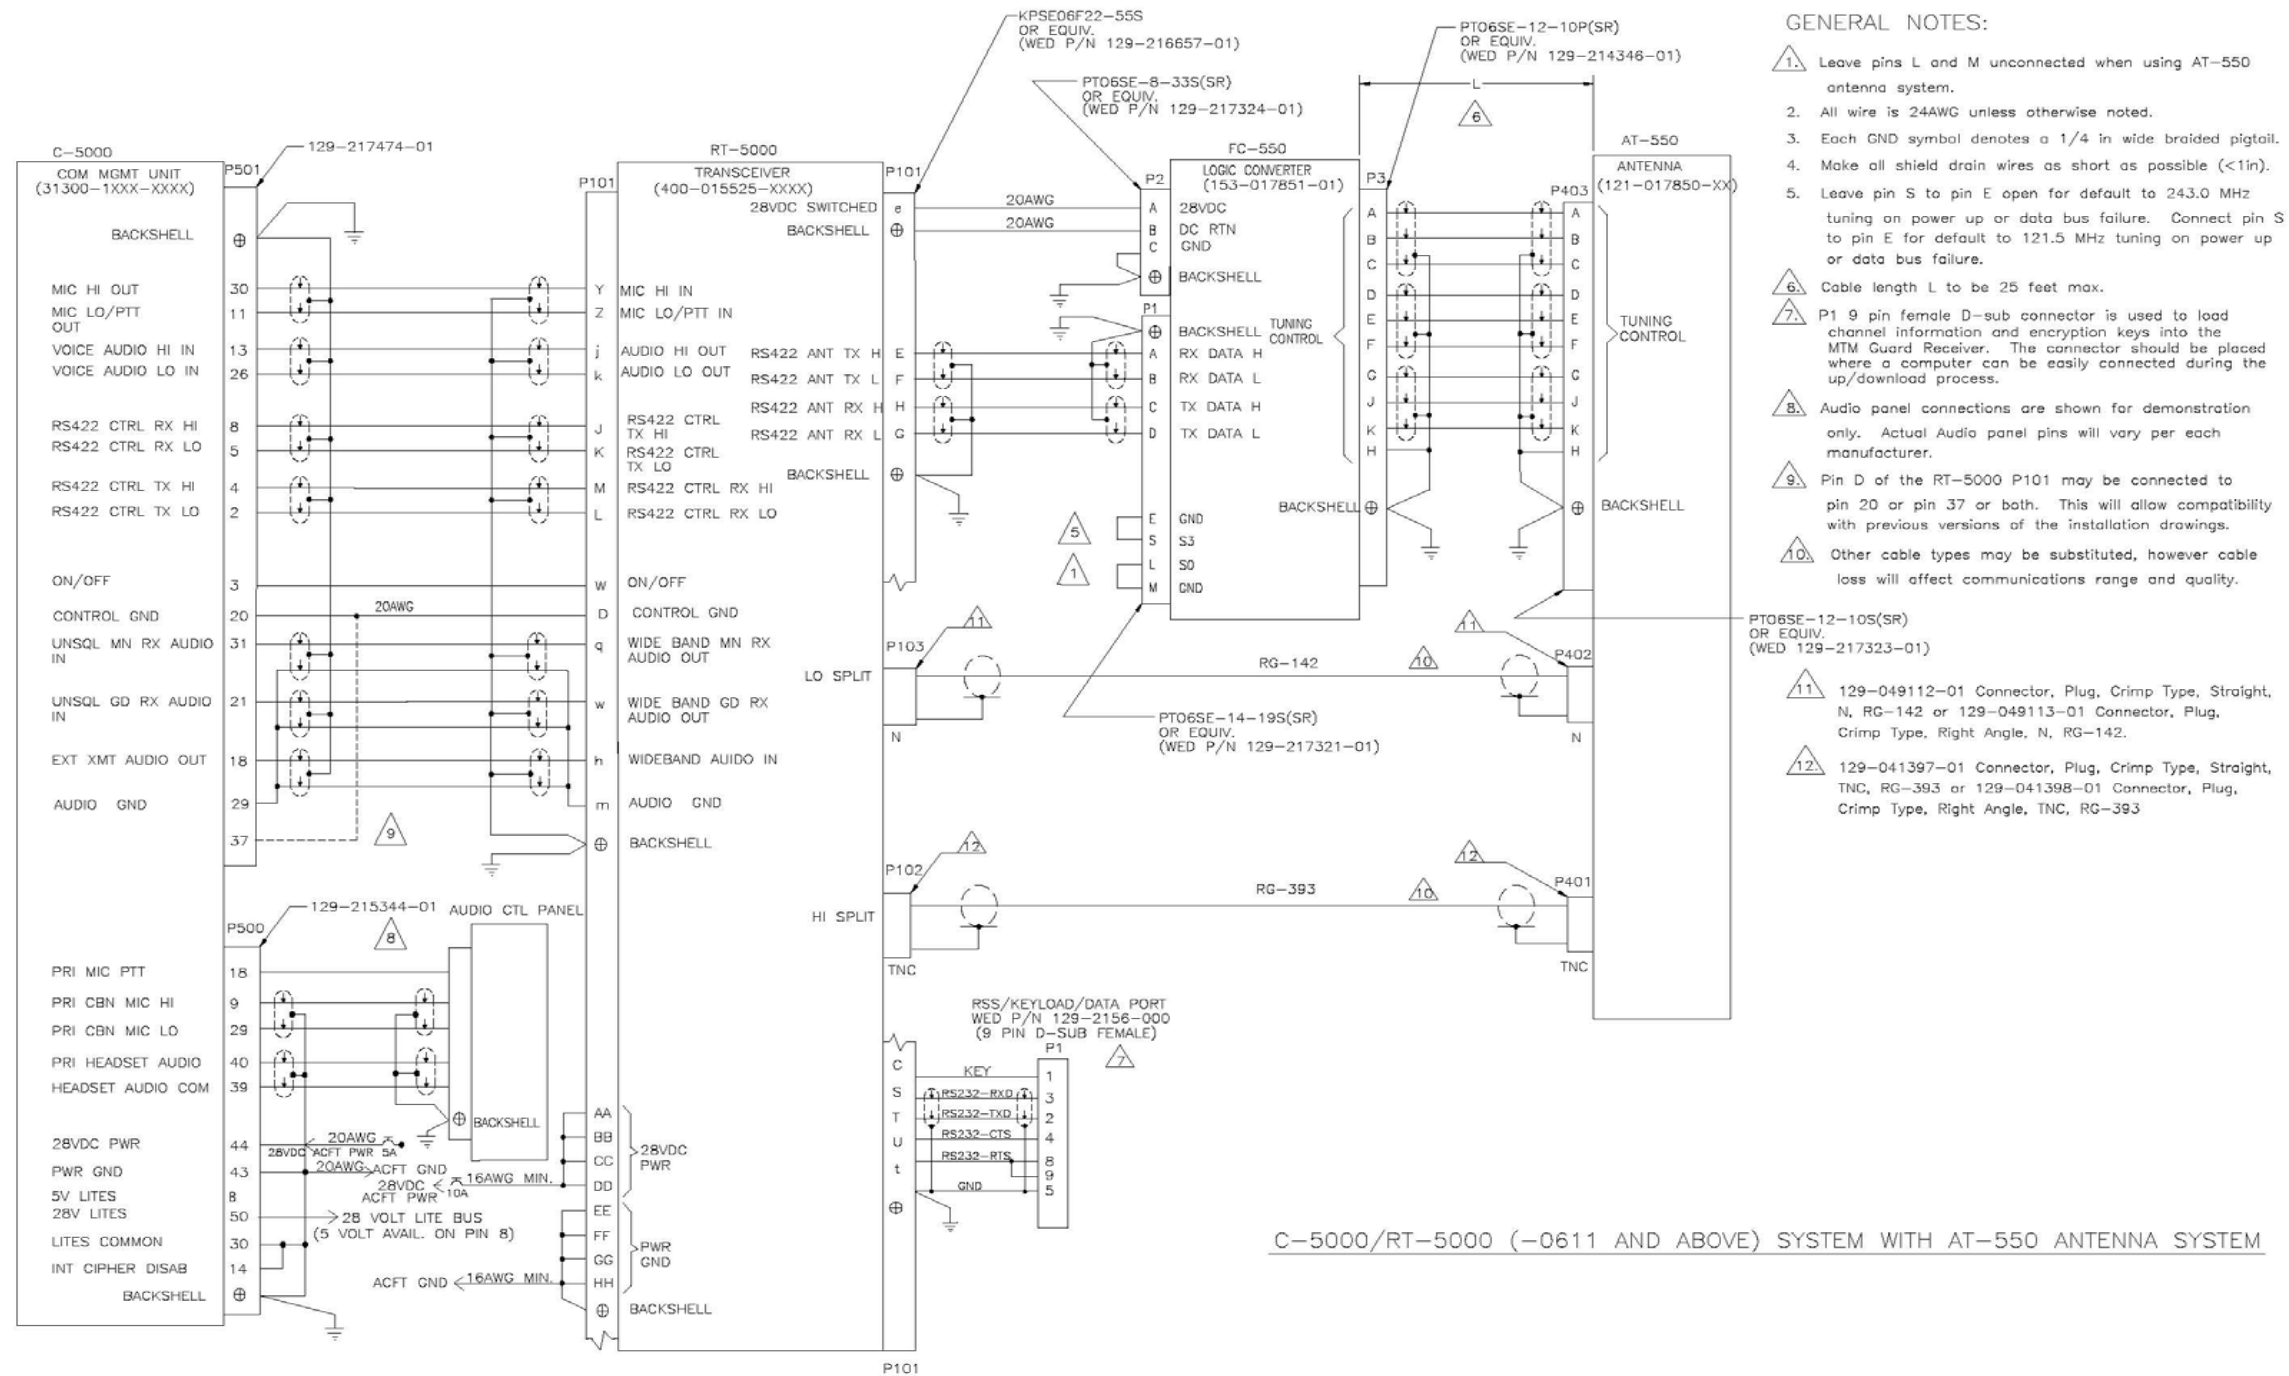 KPSE06F22-55S
OR EQUIV.
(WED P/N 129-216657-01)
PT06SE-12-10P(SR)
OR EQUIV.
(WED P/N 129-214346-01)
PT06SE-8-33S(SR)
OR EQUIV.
(WED P/N 129-217324-01)
L
6
129-217474-01
C-5000
COM MGMT UNIT
(31300-1XXX-XXXX)
P501
BACKSHELL
MIC HI OUT 30
MIC LO/PTT 11
OUT
VOICE AUDIO HI IN 13
VOICE AUDIO LO IN 26
RS422 CTRL RX HI 8
RS422 CTRL RX LO 5
RS422 CTRL TX HI 4
RS422 CTRL TX LO 2
ON/OFF 3
CONTROL GND 20
20AWG
UNSQL MN RX AUDIO 31
IN
UNSQL GD RX AUDIO 21
IN
EXT XMT AUDIO OUT 18
AUDIO GND 29
37
9
RT-5000
TRANSCEIVER
(400-015525-XXXX)
P101
P101
28VDC SWITCHED e
BACKSHELL
20AWG
20AWG
Y MIC HI IN
Z MIC LO/PTT IN
j AUDIO HI OUT
k AUDIO LO OUT
J RS422 CTRL
TX HI
K RS422 CTRL
TX LO
M RS422 CTRL RX HI
L RS422 CTRL RX LO
W ON/OFF
D CONTROL GND
q WIDE BAND MN RX
AUDIO OUT
w WIDE BAND GD RX
AUDIO OUT
h WIDEBAND AUIDO IN
m AUDIO GND
BACKSHELL
RS422 ANT TX H E
RS422 ANT TX L F
RS422 ANT RX H H
RS422 ANT RX L G
BACKSHELL
FC-550
LOGIC CONVERTER
(153-017851-01)
P2
A 28VDC
B DC RTN
C GND
BACKSHELL
P1
BACKSHELL
A RX DATA H
B RX DATA L
C TX DATA H
D TX DATA L
5
E GND
S S3
1
L S0
M GND
TUNING
CONTROL
P3
A
B
C
D
E
F
G
J
K
H
BACKSHELL
AT-550
ANTENNA
(121-017850-XX)
P403
A
B
C
D
E
F
G
J
K
H
TUNING
CONTROL
BACKSHELL
PT06SE-12-10S(SR)
OR EQUIV.
(WED 129-217323-01)
P103
11
LO SPLIT
N
RG-142
10
11
P402
N
PT06SE-14-19S(SR)
OR EQUIV.
(WED P/N 129-217321-01)
P102
12
HI SPLIT
TNC
RG-393
10
12
P401
TNC
129-215344-01
P500
8
AUDIO CTL PANEL
PRI MIC PTT 18
PRI CBN MIC HI 9
PRI CBN MIC LO 29
PRI HEADSET AUDIO 40
HEADSET AUDIO COM 39
BACKSHELL
28VDC PWR 44
20AWG
28VDC ACFT PWR 5A
PWR GND 43
20AWG ACFT GND
28VDC
ACFT PWR
10A
16AWG MIN.
5V LITES 8
28V LITES 50
28 VOLT LITE BUS
(5 VOLT AVAIL. ON PIN 8)
LITES COMMON 30
INT CIPHER DISAB 14
BACKSHELL
ACFT GND 16AWG MIN.
AA
BB
CC
DD
28VDC
PWR
EE
FF
GG
HH
PWR
GND
BACKSHELL
RSS/KEYLOAD/DATA PORT
WED P/N 129-2156-000
(9 PIN D-SUB FEMALE)
P1
7
C KEY 1
S RS232-RXD 3
T RS232-TXD 2
U RS232-CTS 4
t RS232-RTS 8
9
GND 5
P101
GENERAL NOTES:
1. Leave pins L and M unconnected when using AT-550
antenna system.
2. All wire is 24AWG unless otherwise noted.
3. Each GND symbol denotes a 1/4 in wide braided pigtail.
4. Make all shield drain wires as short as possible (<1in).
5. Leave pin S to pin E open for default to 243.0 MHz
tuning on power up or data bus failure. Connect pin S
to pin E for default to 121.5 MHz tuning on power up
or data bus failure.
6. Cable length L to be 25 feet max.
7. P1 9 pin female D-sub connector is used to load
channel information and encryption keys into the
MTM Guard Receiver. The connector should be placed
where a computer can be easily connected during the
up/download process.
8. Audio panel connections are shown for demonstration
only. Actual Audio panel pins will vary per each
manufacturer.
9. Pin D of the RT-5000 P101 may be connected to
pin 20 or pin 37 or both. This will allow compatibility
with previous versions of the installation drawings.
10. Other cable types may be substituted, however cable
loss will affect communications range and quality.
11 129-049112-01 Connector, Plug, Crimp Type, Straight,
N, RG-142 or 129-049113-01 Connector, Plug,
Crimp Type, Right Angle, N, RG-142.
12. 129-041397-01 Connector, Plug, Crimp Type, Straight,
TNC, RG-393 or 129-041398-01 Connector, Plug,
Crimp Type, Right Angle, TNC, RG-393
C-5000/RT-5000 (-0611 AND ABOVE) SYSTEM WITH AT-550 ANTENNA SYSTEM